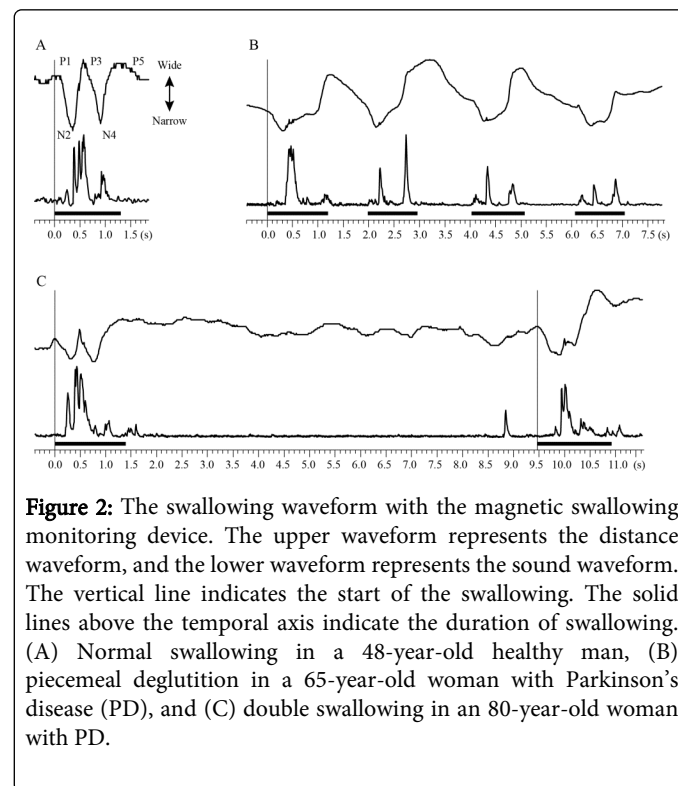 A
P1 P3 P5
Wide
Narrow
N2 N4
0.0 0.5 1.0 1.5 (s)
B
0.0 0.5 1.0 1.5 2.0 2.5 3.0 3.5 4.0 4.5 5.0 5.5 6.0 6.5 7.0 7.5 (s)
C
0.0 0.5 1.0 1.5 2.0 2.5 3.0 3.5 4.0 4.5 5.0 5.5 6.0 6.5 7.0 7.5 8.0 8.5 9.0 9.5 10.0 10.5 11.0 (s)
Figure 2: The swallowing waveform with the magnetic swallowing
monitoring device. The upper waveform represents the distance
waveform, and the lower waveform represents the sound waveform.
The vertical line indicates the start of the swallowing. The solid
lines above the temporal axis indicate the duration of swallowing.
(A) Normal swallowing in a 48-year-old healthy man, (B)
piecemeal deglutition in a 65-year-old woman with Parkinson's
disease (PD), and (C) double swallowing in an 80-year-old woman
with PD.